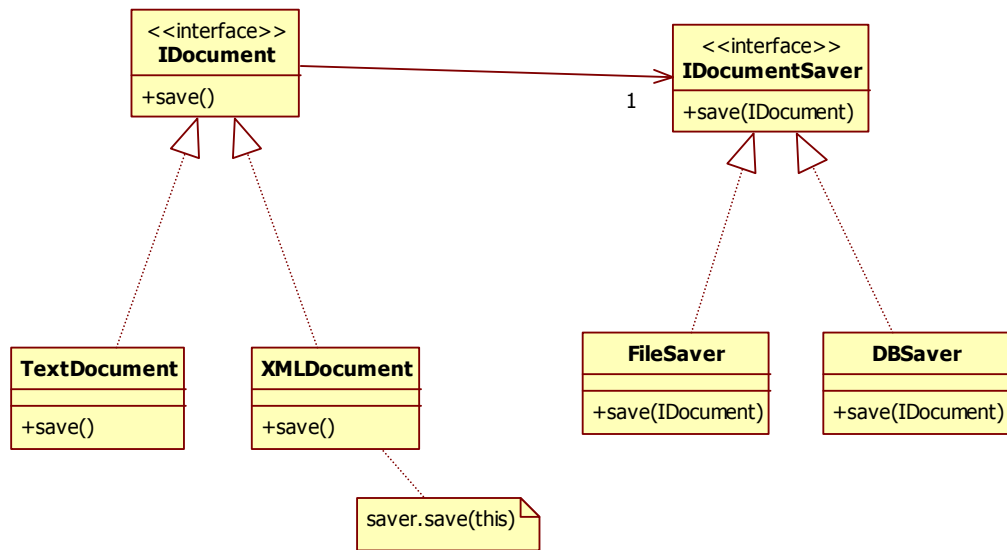 <<interface>>
IDocument
+save()
<<interface>>
IDocumentSaver
+save(IDocument)
1
TextDocument
+save()
XMLDocument
+save()
FileSaver
+save(IDocument)
DBSaver
+save(IDocument)
saver.save(this)